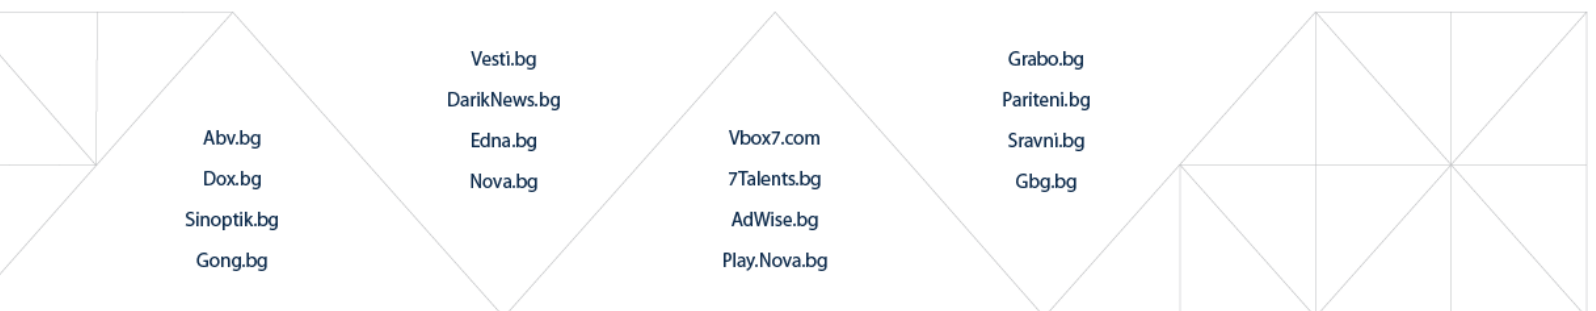 Abv.bg
Dox.bg
Sinoptik.bg
Gong.bg
Vesti.bg
DarikNews.bg
Edna.bg
Nova.bg
Vbox7.com
7Talents.bg
AdWise.bg
Play.Nova.bg
Grabo.bg
Pariteni.bg
Sravni.bg
Gbg.bg